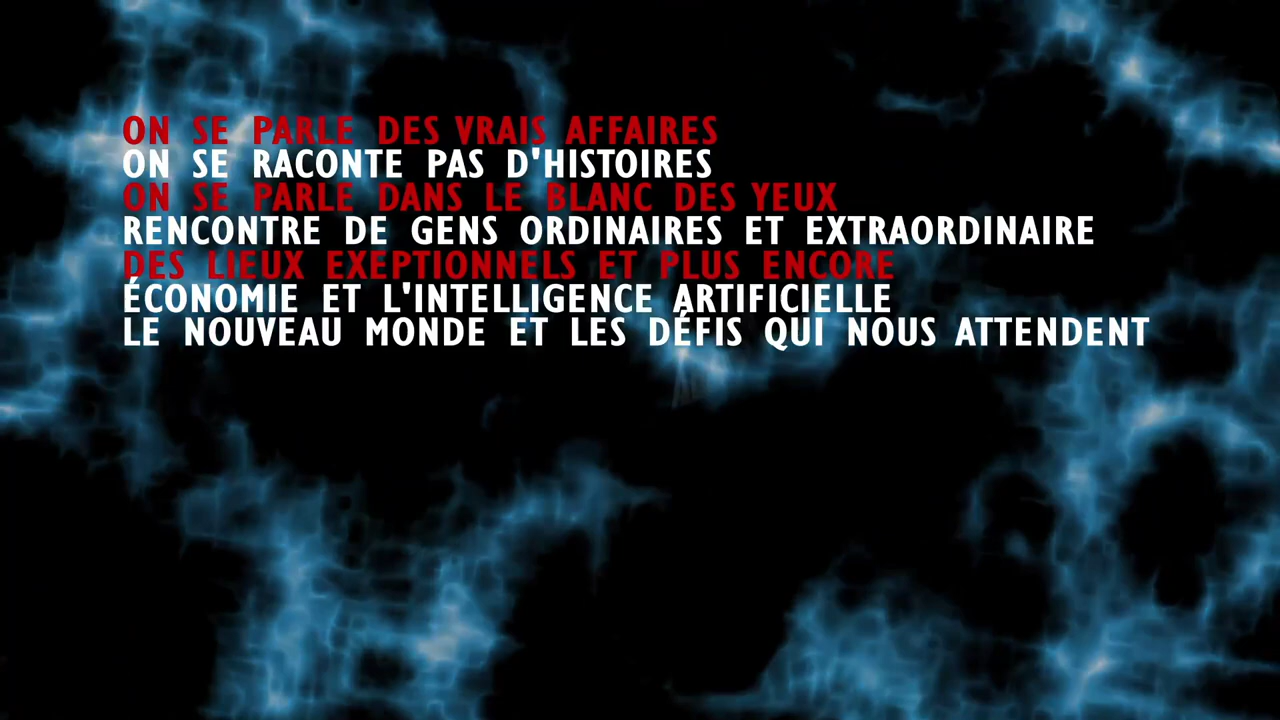 ON SE PARLE DES VRAIS AFFAIRES
ON SE RACONTE PAS D'HISTOIRES
ON SE PARLE DANS LE BLANC DES YEUX
RENCONTRE DE GENS ORDINAIRES ET EXTRAORDINAIRE
DES LIEUX EXEPTIONNELS ET PLUS ENCORE
ÉCONOMIE ET L'INTELLIGENCE ARTIFICIELLE
LE NOUVEAU MONDE ET LES DÉFIS QUI NOUS ATTENDENT